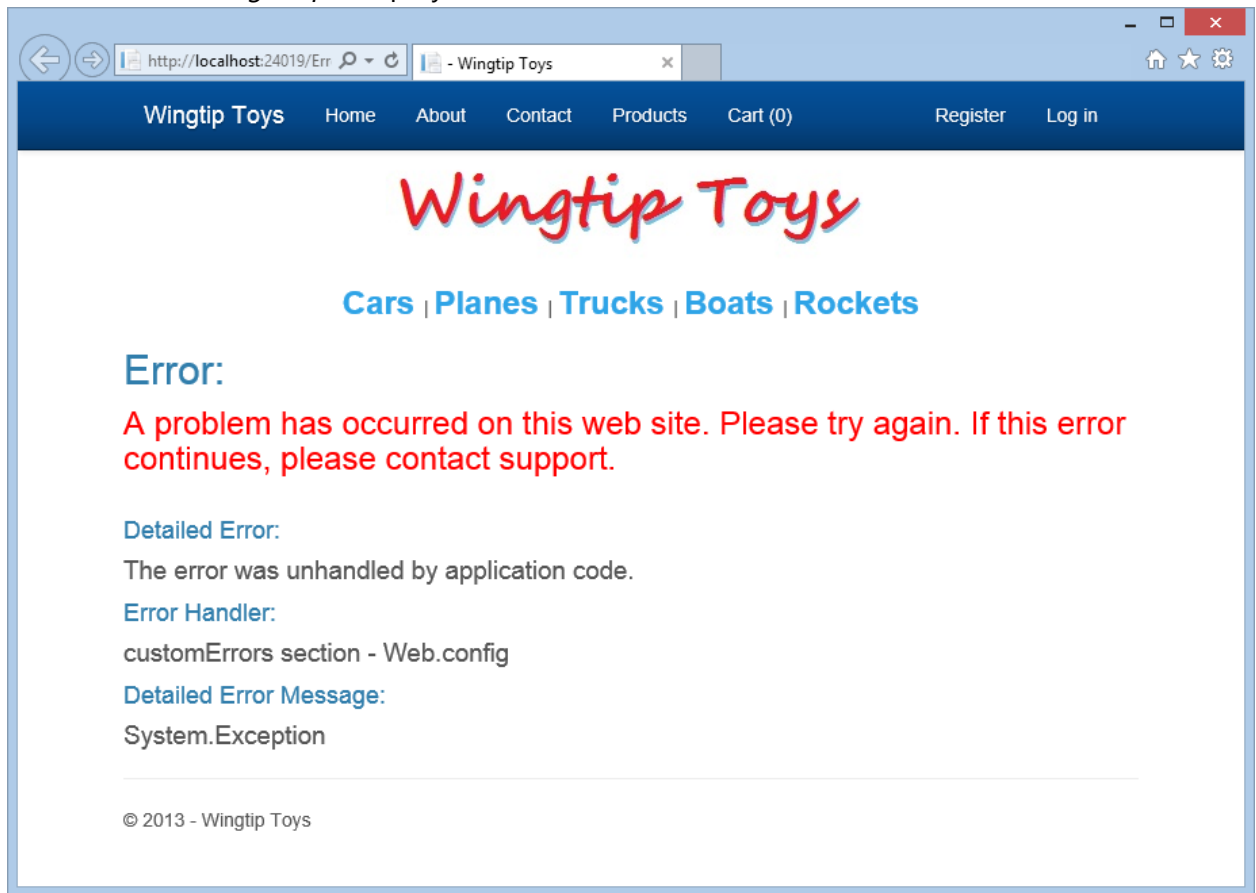 http://localhost:24019/Err
- Wingtip Toys
Wingtip Toys Home About Contact Products Cart (0) Register Log in
Wingtip Toys
Cars | Planes | Trucks | Boats | Rockets
Error:
A problem has occurred on this web site. Please try again. If this error
continues, please contact support.
Detailed Error:
The error was unhandled by application code.
Error Handler:
customErrors section - Web.config
Detailed Error Message:
System.Exception
© 2013 - Wingtip Toys